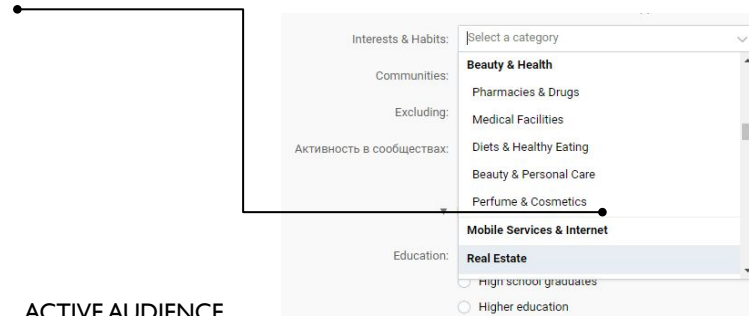 Interests & Habits: Select a category
Beauty & Health
Communities:
Pharmacies & Drugs
Excluding:
Medical Facilities
Активность в сообществах: Diets & Healthy Eating
Beauty & Personal Care
Perfume & Cosmetics
Mobile Services & Internet
Education: Real Estate
High school graduates
Higher education
ACTIVE AUDIENCE